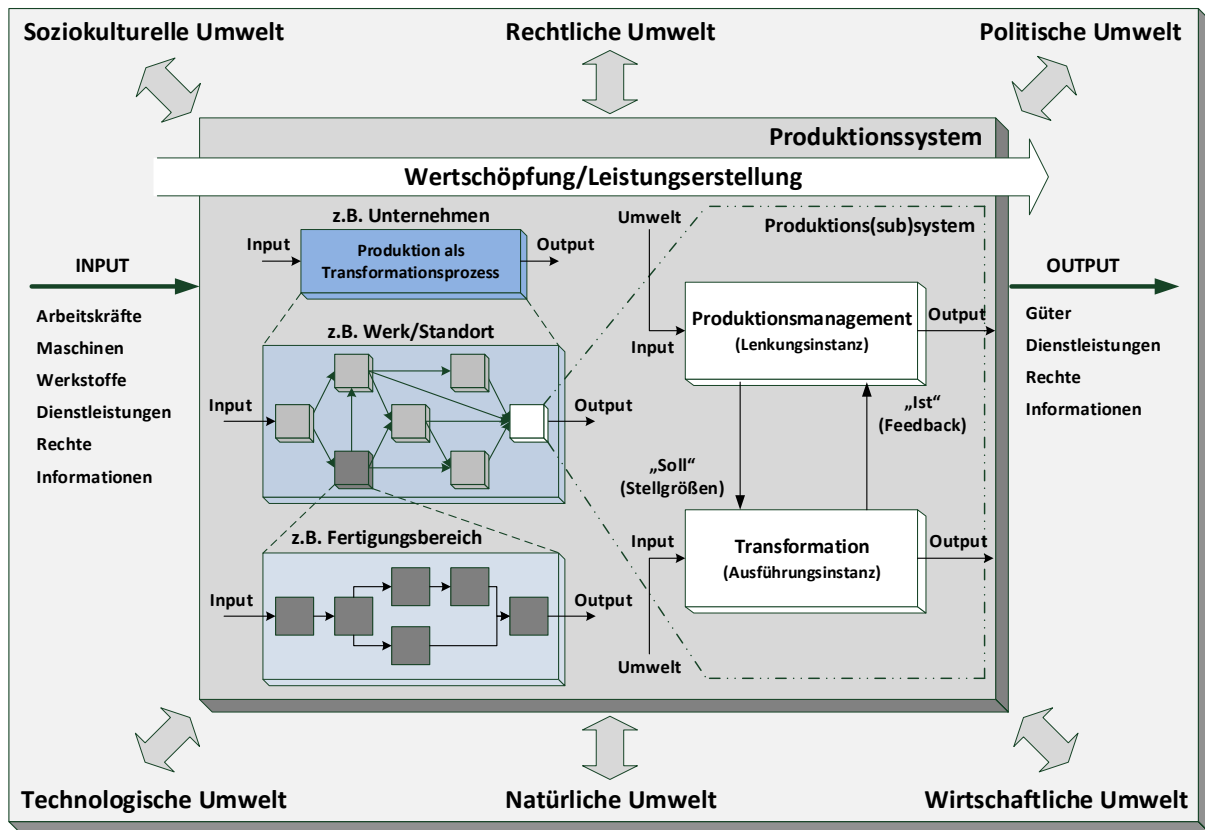 Soziokulturelle Umwelt
Rechtliche Umwelt
Politische Umwelt
Produktionssystem
Wertschöpfung/Leistungserstellung
INPUT
Arbeitskräfte
Maschinen
Werkstoffe
Dienstleistungen
Rechte
Informationen
z.B. Unternehmen
Input
Produktion als
Transformationsprozess
Output
z.B. Werk/Standort
Input
Output
z.B. Fertigungsbereich
Input
Output
Umwelt
Produktions(sub)system
Input
Produktionsmanagement
(Lenkungsinstanz)
Output
„Ist“
(Feedback)
„Soll“
(Stellgrößen)
Input
Transformation
(Ausführungsinstanz)
Output
Umwelt
OUTPUT
Güter
Dienstleistungen
Rechte
Informationen
Technologische Umwelt
Natürliche Umwelt
Wirtschaftliche Umwelt